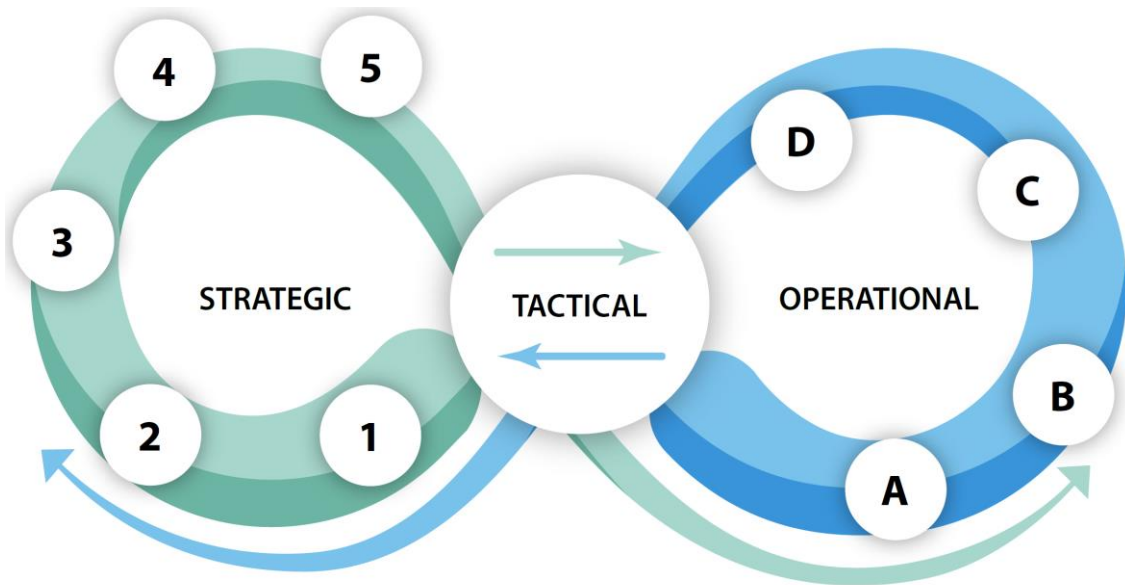 4
5
D
C
3
STRATEGIC
TACTICAL
OPERATIONAL
2
1
B
A